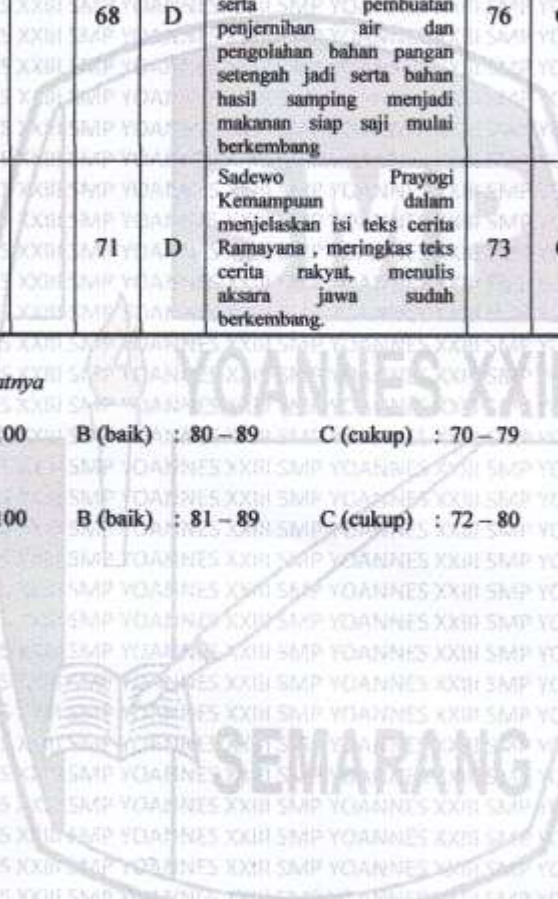 68 D serta pembuatan 76
penjernihan air dan
pengolahan bahan pangan
setengah jadi serta bahan
hasil samping menjadi
makanan siap saji mulai
berkembang
Sadewo Prayogi
Kemampuan dalam
menjelaskan isi teks cerita
71 D Ramayana , meringkas teks 73
cerita rakyat, menulis
aksara jawa sudah
berkembang.
YOANNES XXIII
atnya
00 B (baik) : 80 – 89 C (cukup) : 70 – 79
100 B (baik) : 81 – 89 C (cukup) : 72 – 80
SEMARANG